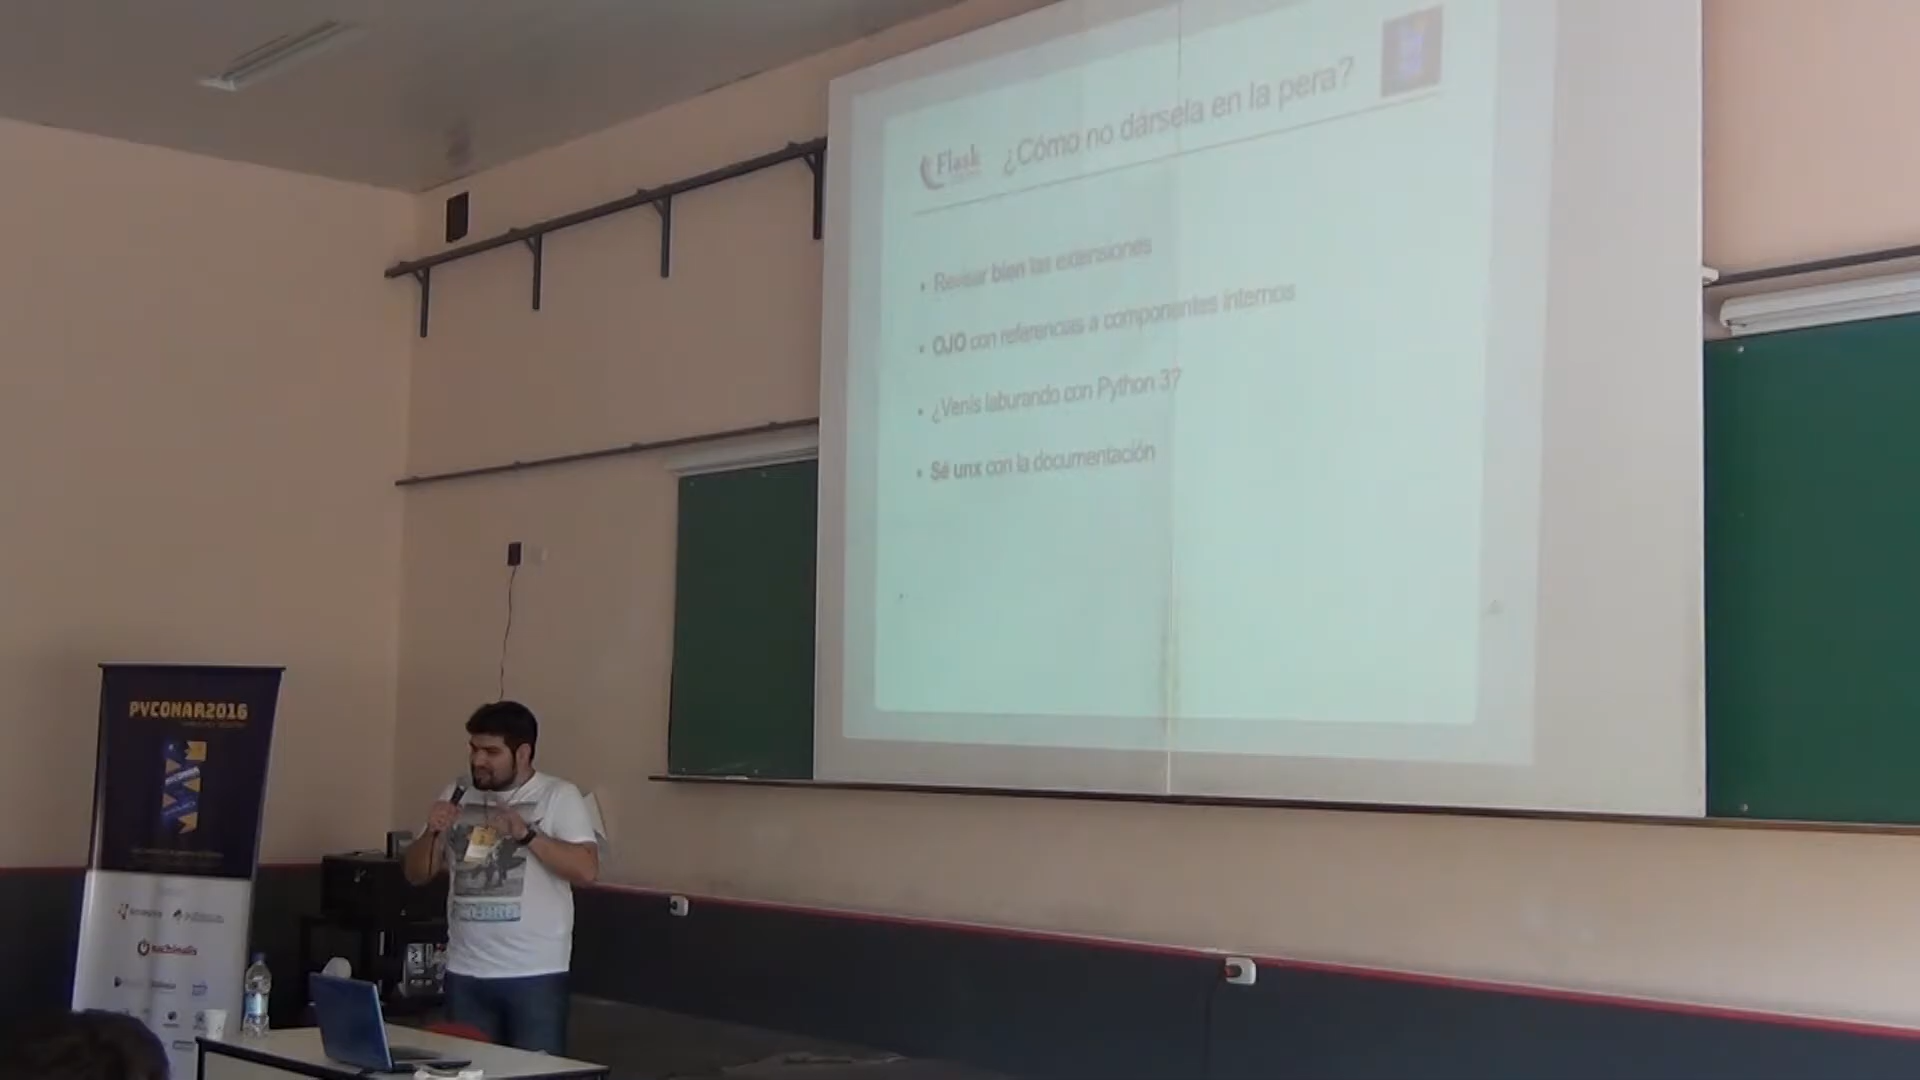 Flask
¿Cómo no dársela en la pera?
• Revisar bien las extensiones
• OJO con referencias a componentes internos
• ¿Venís laburando con Python 3?
• Sé unx con la documentación
PYCONAR2016